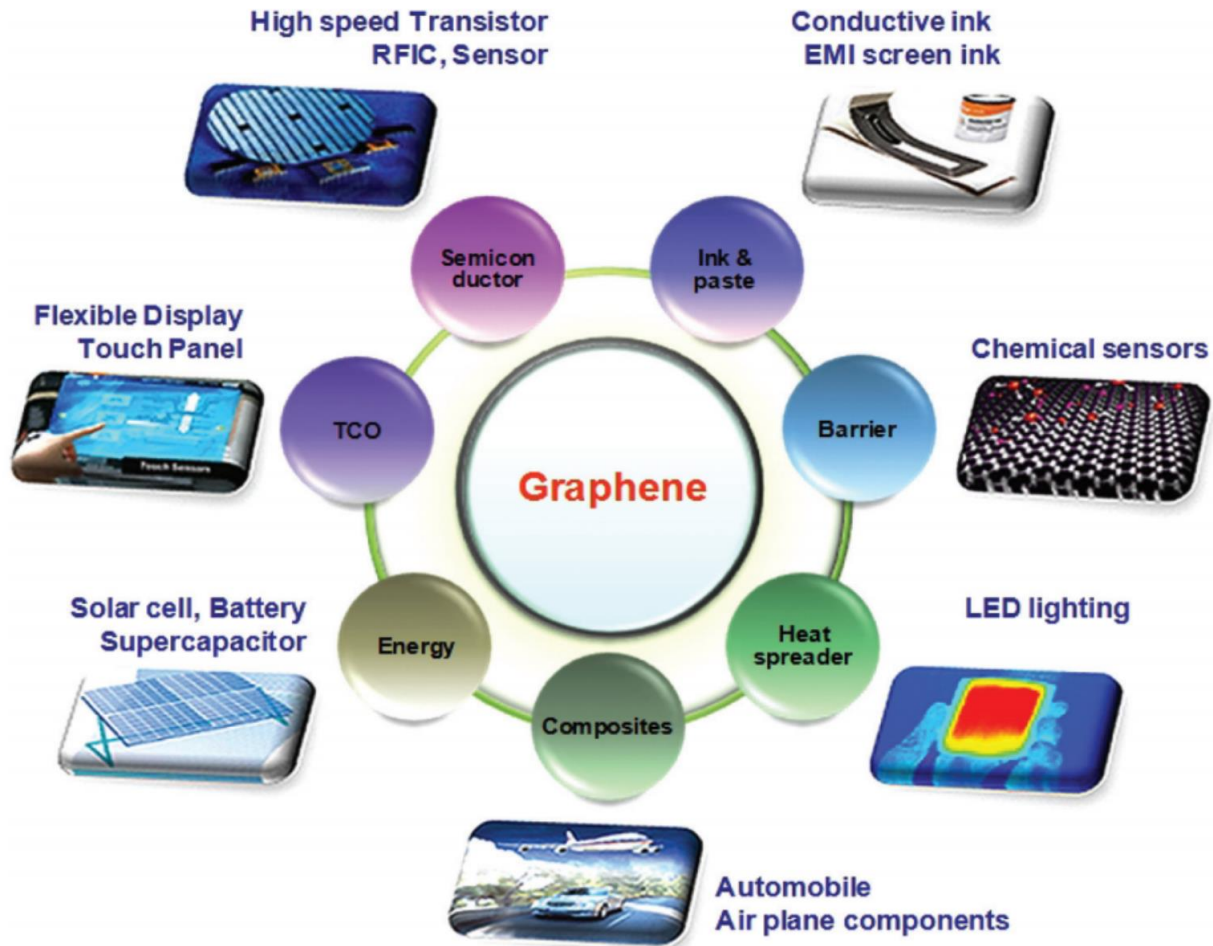 High speed Transistor
RFIC, Sensor
Conductive ink
EMI screen ink
Semicon
ductor
Ink &
paste
Flexible Display
Touch Panel
Chemical sensors
TCO
Barrier
Touch Sensors
Graphene
Solar cell, Battery
Supercapacitor
LED lighting
Energy
Heat
spreader
Composites
Automobile
Air plane components